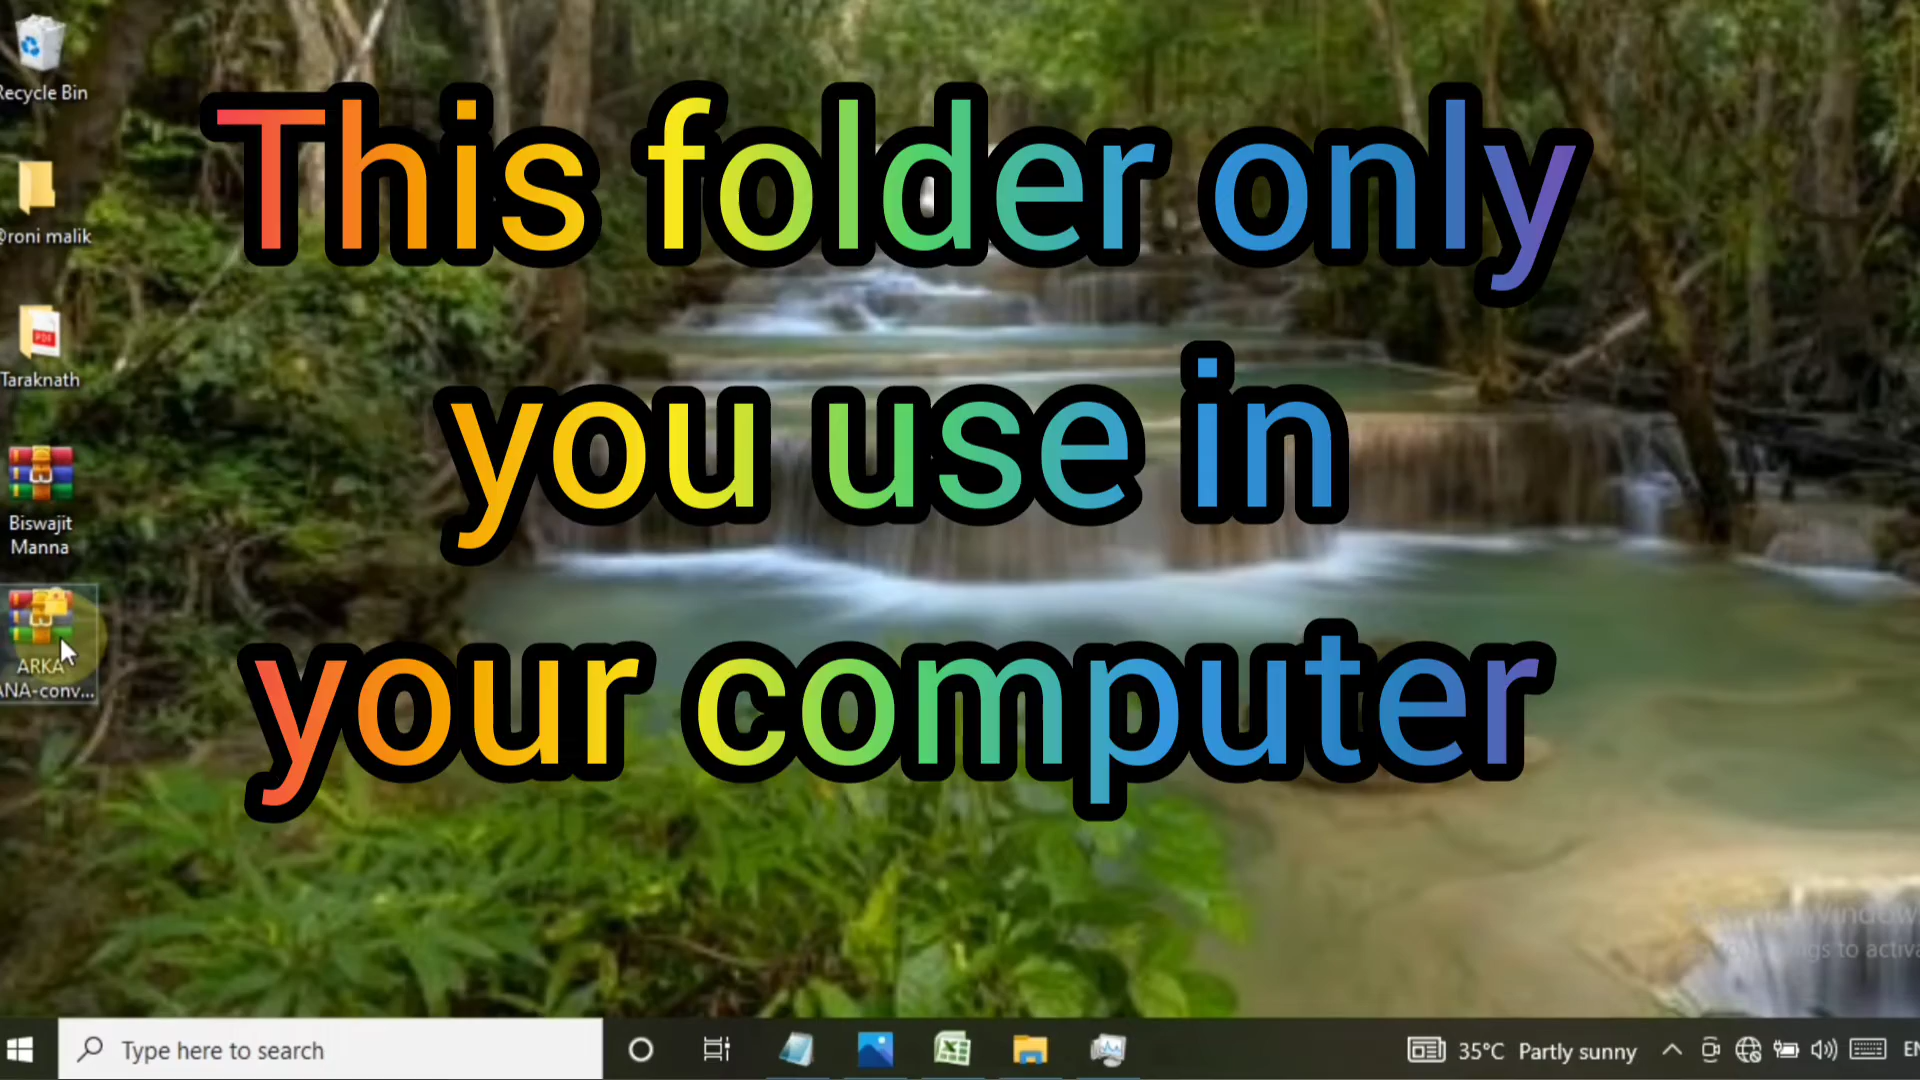 Recycle Bin
@roni malik
Taraknath
Biswajit
Manna
ARKA
ANA-conv...
This folder only
you use in
your computer
Type here to search
35°C Partly sunny